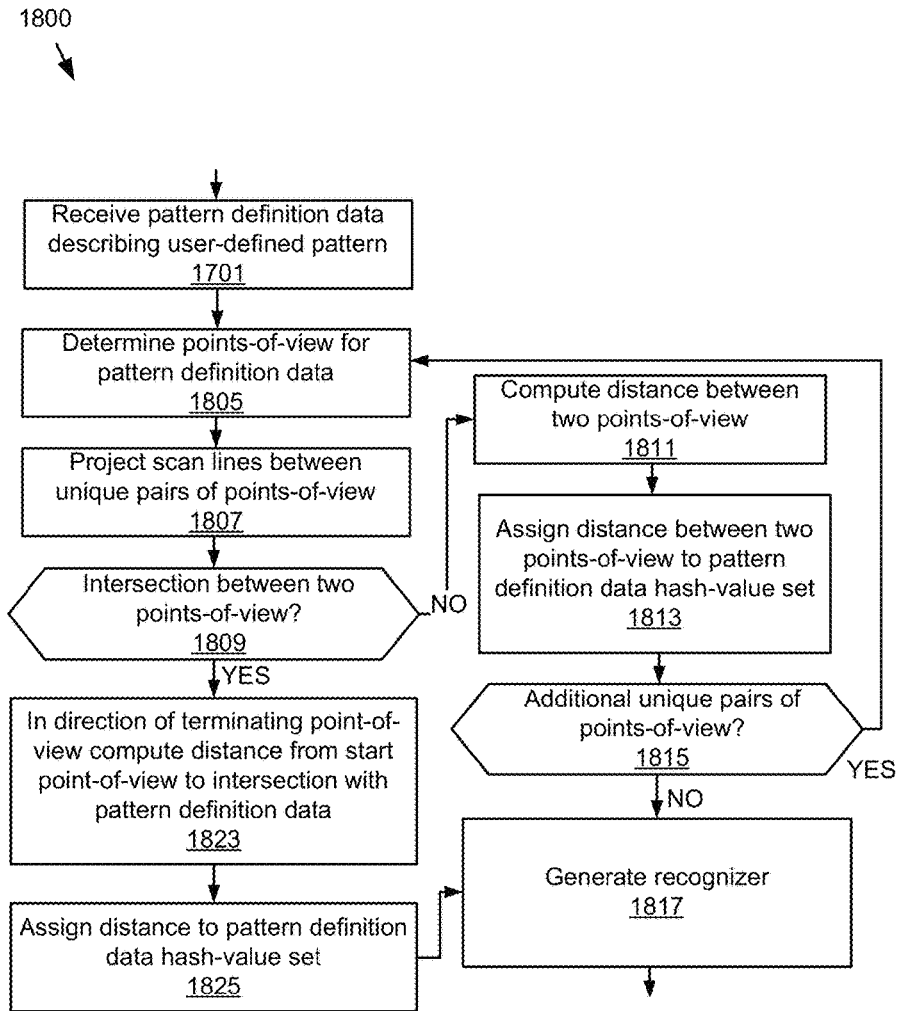 1800
Receive pattern definition data
describing user-defined pattern
1701
Determine points-of-view for
pattern definition data
1805
Project scan lines between
unique pairs of points-of-view
1807
Intersection between two
points-of-view?
1809
NO
YES
In direction of terminating point-of-
view compute distance from start
point-of-view to intersection with
pattern definition data
1823
Assign distance to pattern definition
data hash-value set
1825
Compute distance between
two points-of-view
1811
Assign distance between two
points-of-view to pattern
definition data hash-value set
1813
Additional unique pairs of
points-of-view?
1815
YES
NO
Generate recognizer
1817